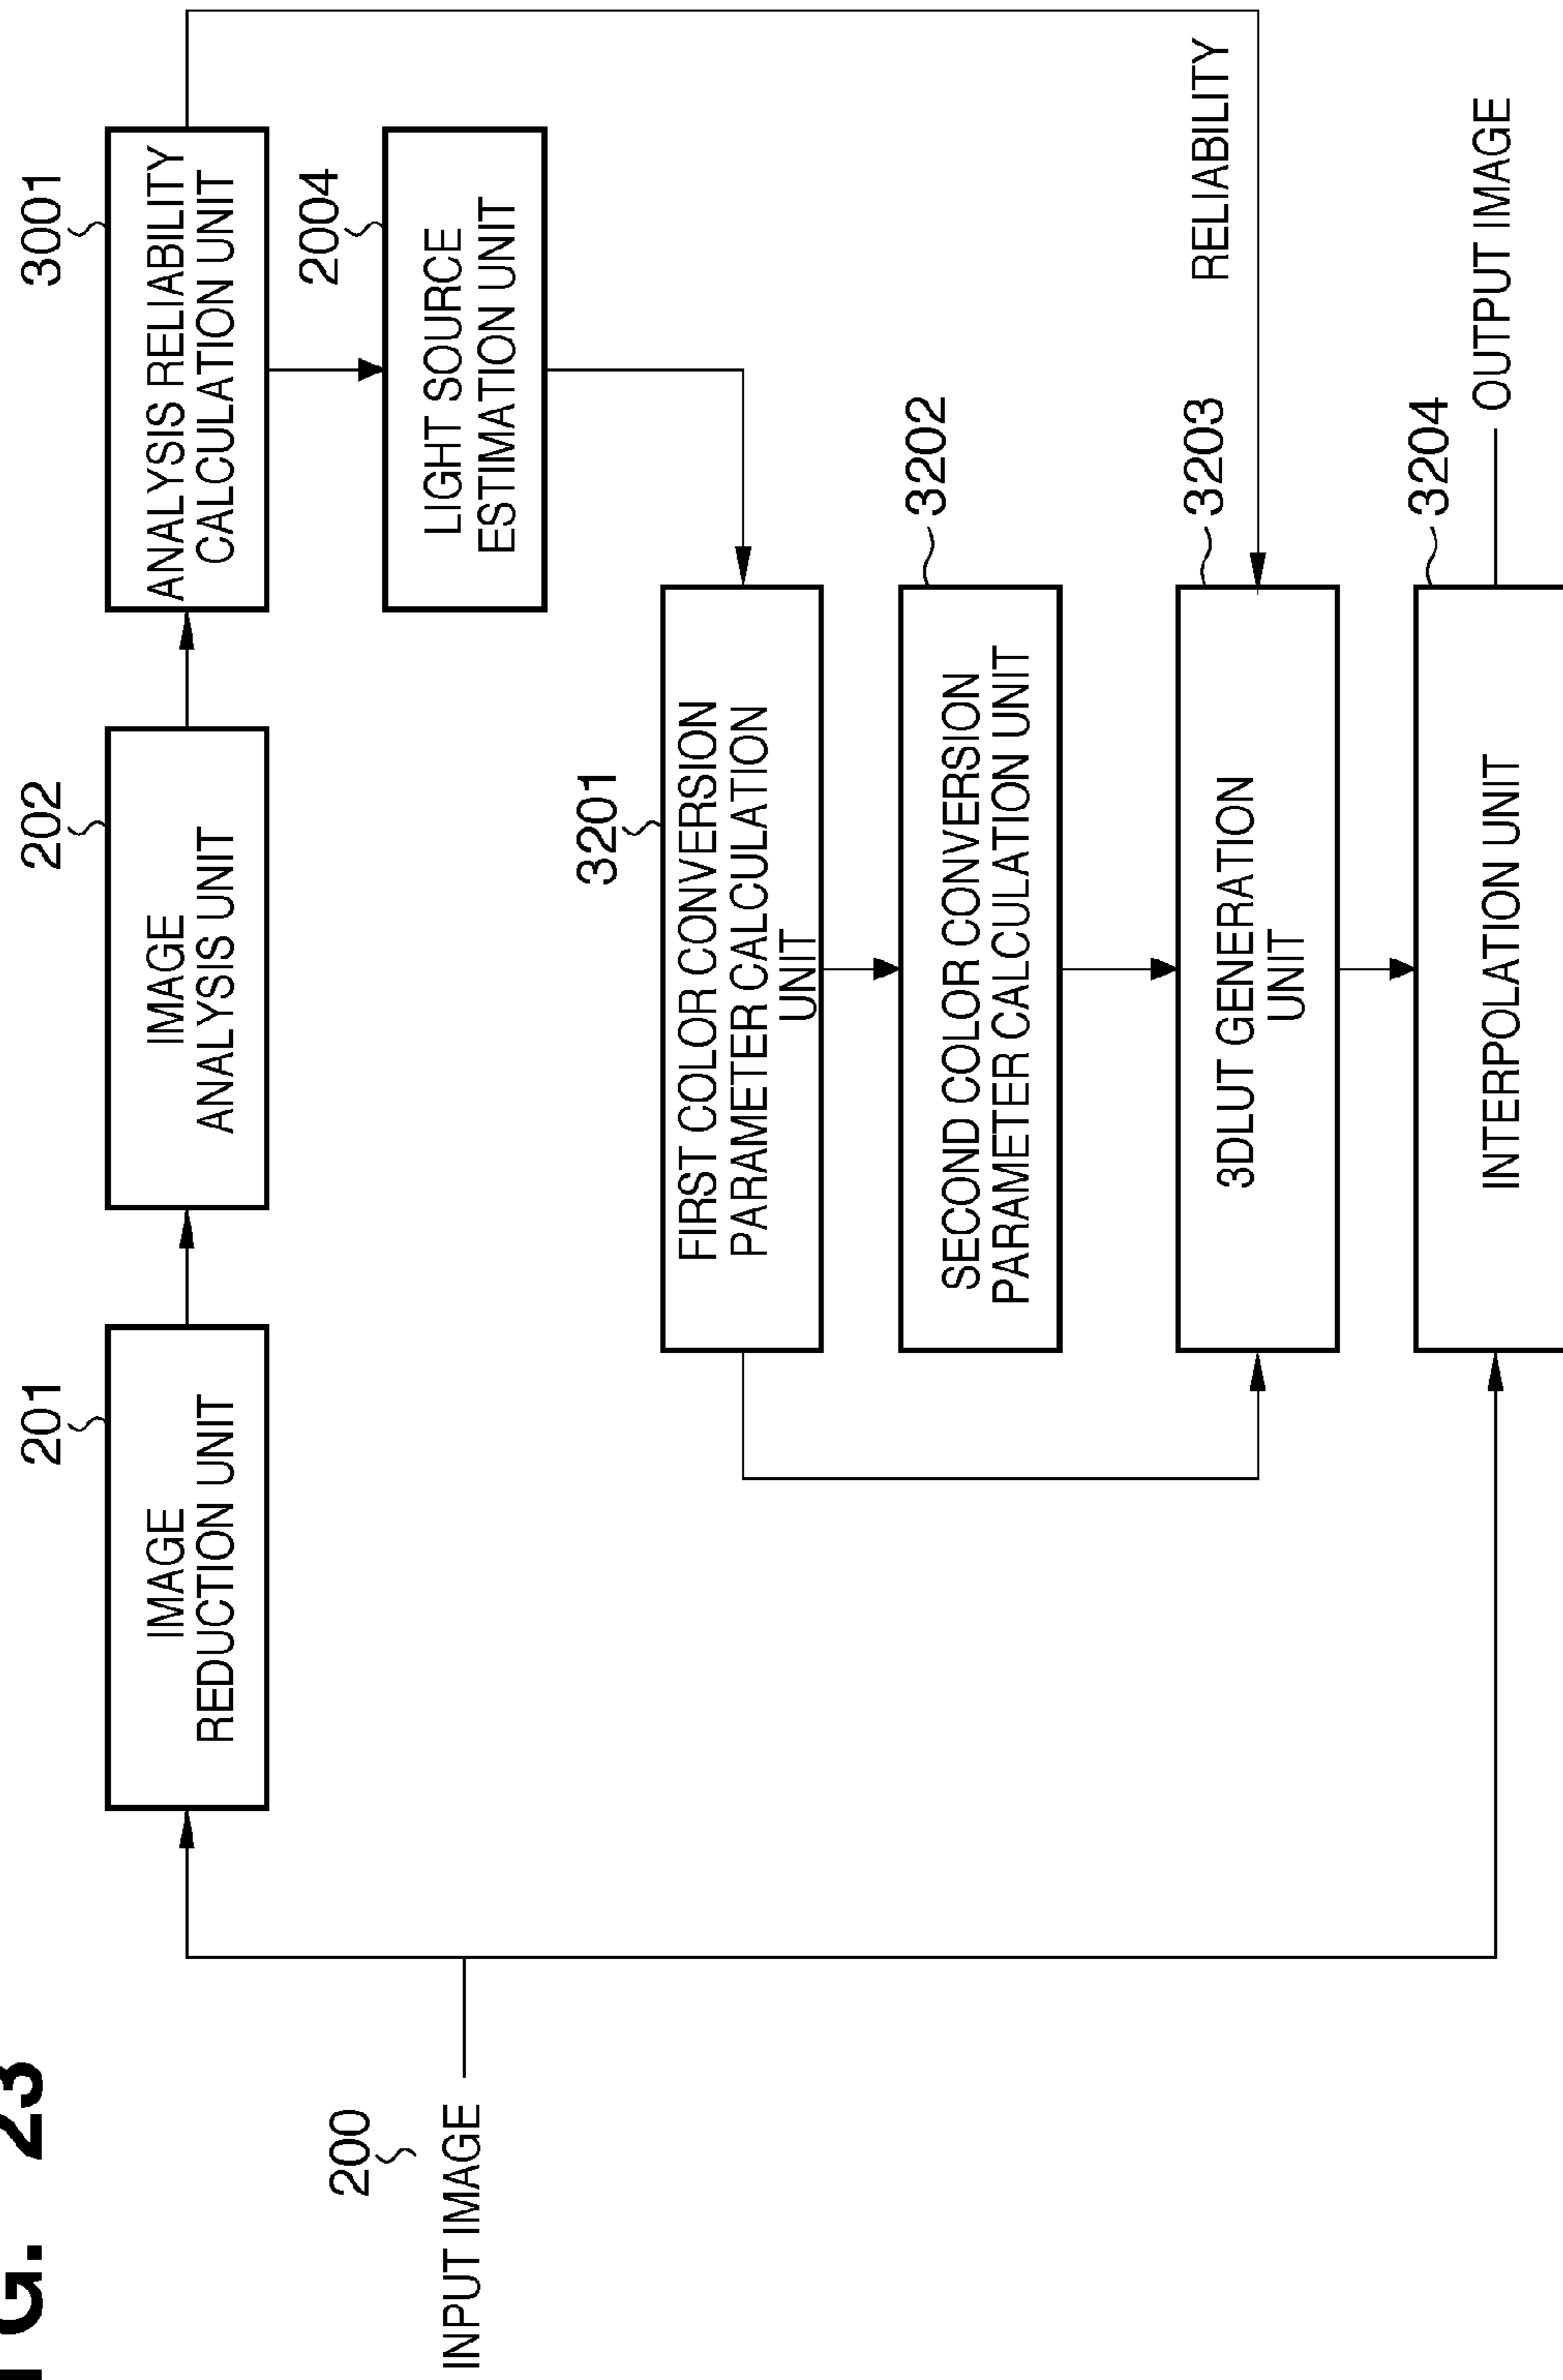 FIG. 23
201
IMAGE
REDUCTION UNIT
202
IMAGE
ANALYSIS UNIT
3001
ANALYSIS RELIABILITY
CALCULATION UNIT
2004
LIGHT SOURCE
ESTIMATION UNIT
200
INPUT IMAGE
3201
FIRST COLOR CONVERSION
PARAMETER CALCULATION
UNIT
3202
SECOND COLOR CONVERSION
PARAMETER CALCULATION UNIT
3203
3DLUT GENERATION
UNIT
RELIABILITY
3204
INTERPOLATION UNIT
OUTPUT IMAGE